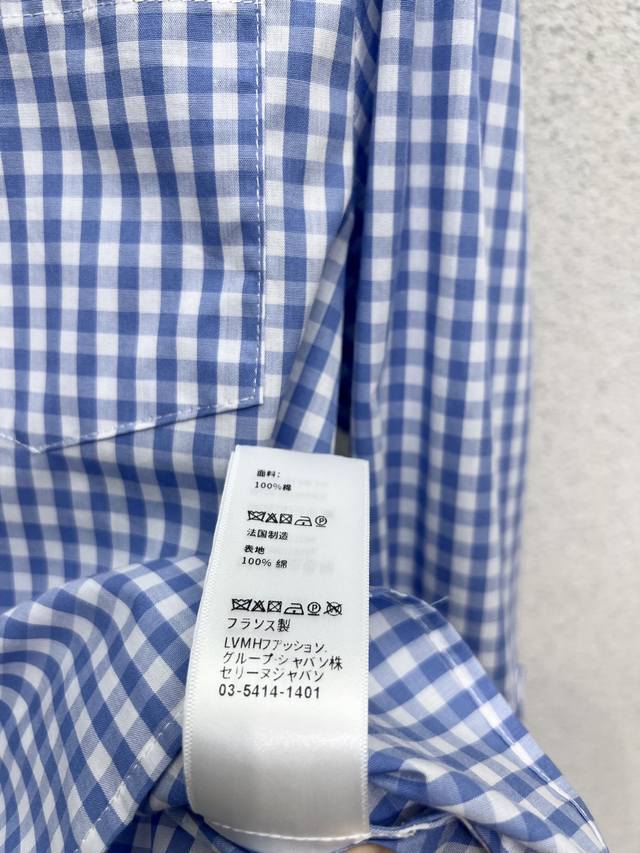 面料:
100%棉
法国制造
表地
100% 綿
フランス製
LVMHファッション.
グループ・ジャパン株
セリーヌジャパン
03-5414-1401